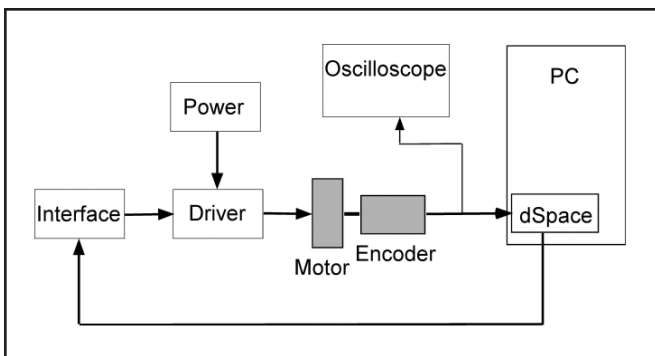 Oscilloscope
PC
Power
Interface
Driver
dSpace
Motor
Encoder